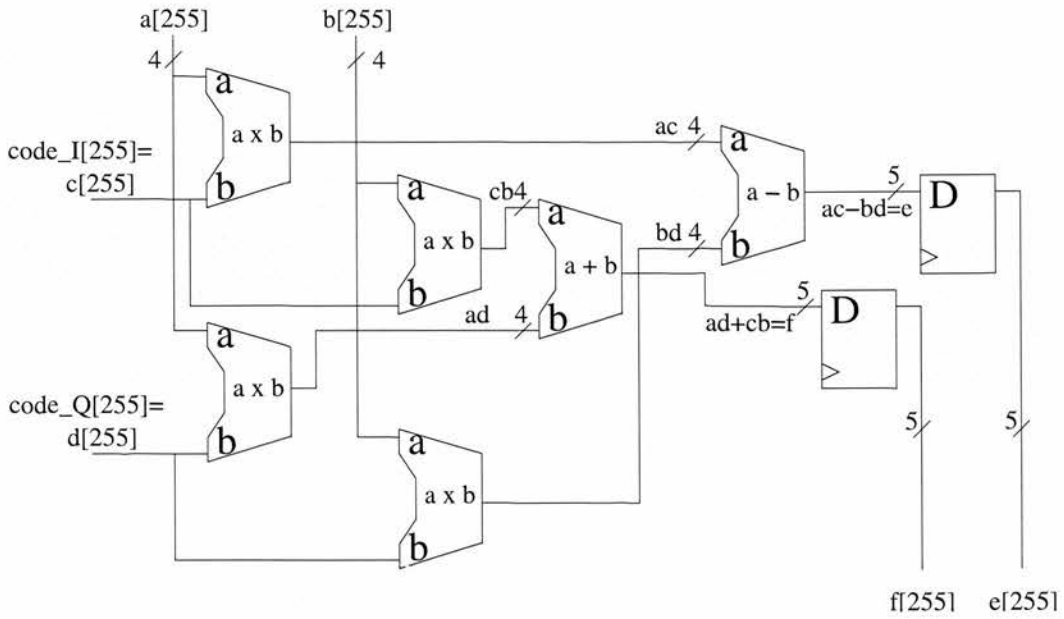 a[255]
b[255]
4
4
a
a x b
b
code_I[255]=
c[255]
a
a x b
b
cb4
a
a + b
b
ac 4
a
a − b
b
bd 4
5
ac−bd=e
D
5
ad+cb=f
D
ad
4
a
a x b
b
code_Q[255]=
d[255]
a
a x b
b
5
5
f[255]
e[255]